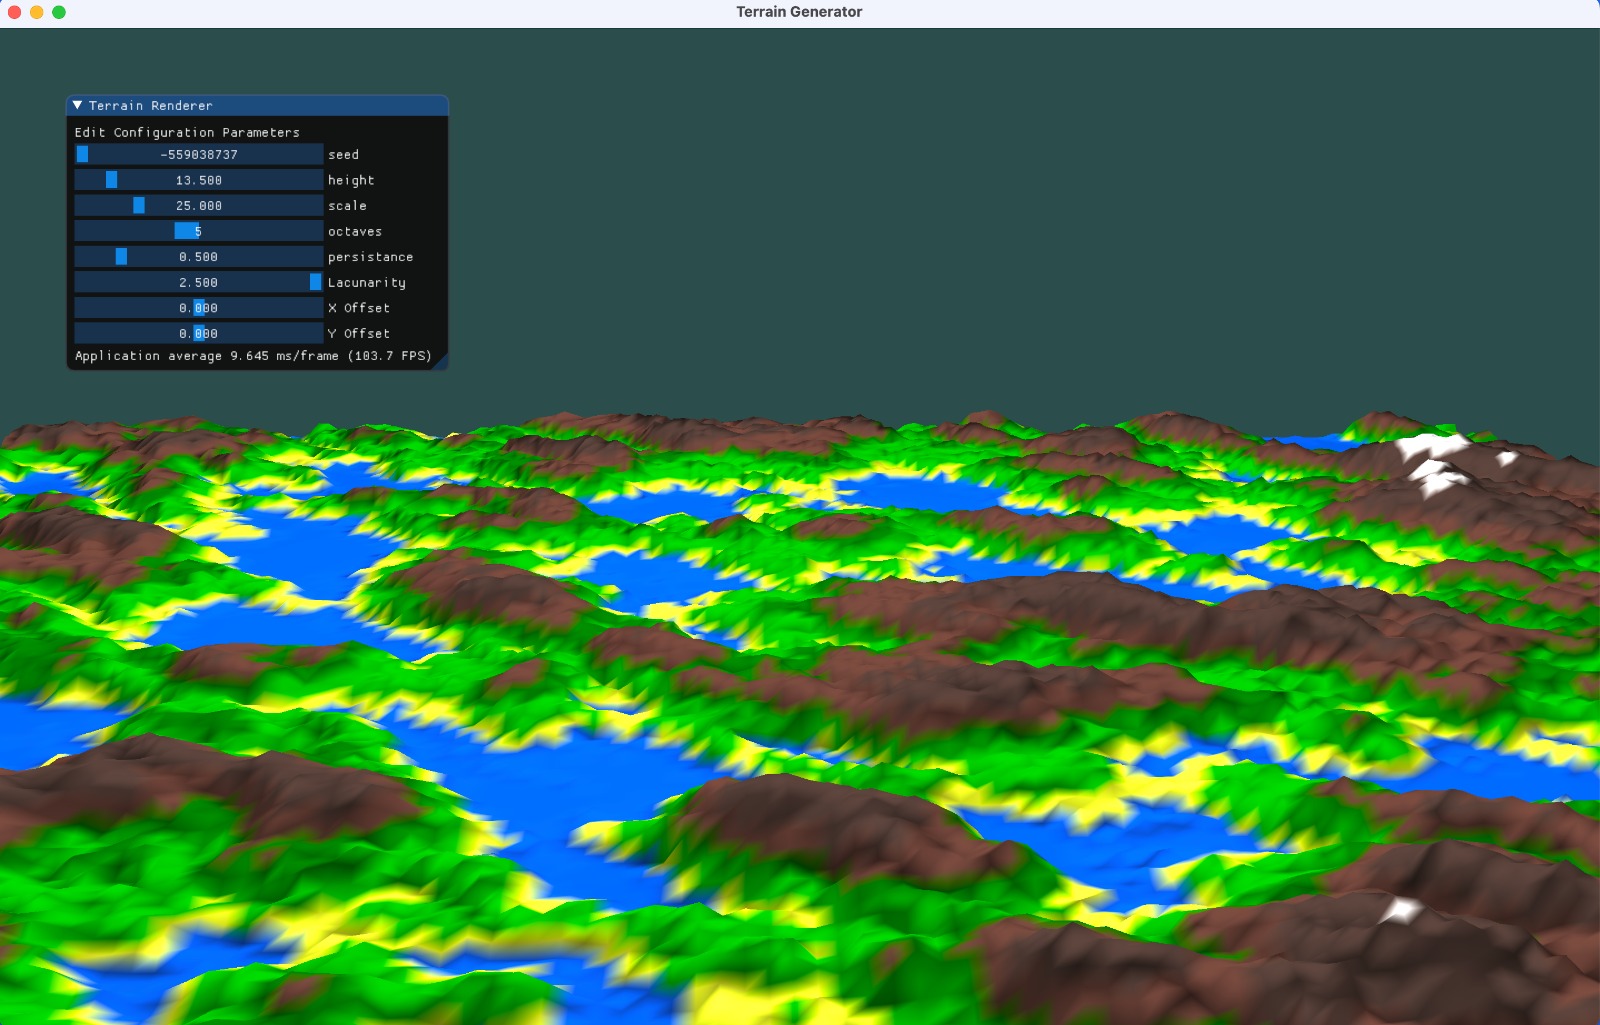 Terrain Generator
Terrain Renderer
Edit Configuration Parameters
-559038737 seed
13.500 height
25.000 scale
5 octaves
0.500 persistance
2.500 Lacunarity
0.000 X Offset
0.000 Y Offset
Application average 9.645 ms/frame (103.7 FPS)